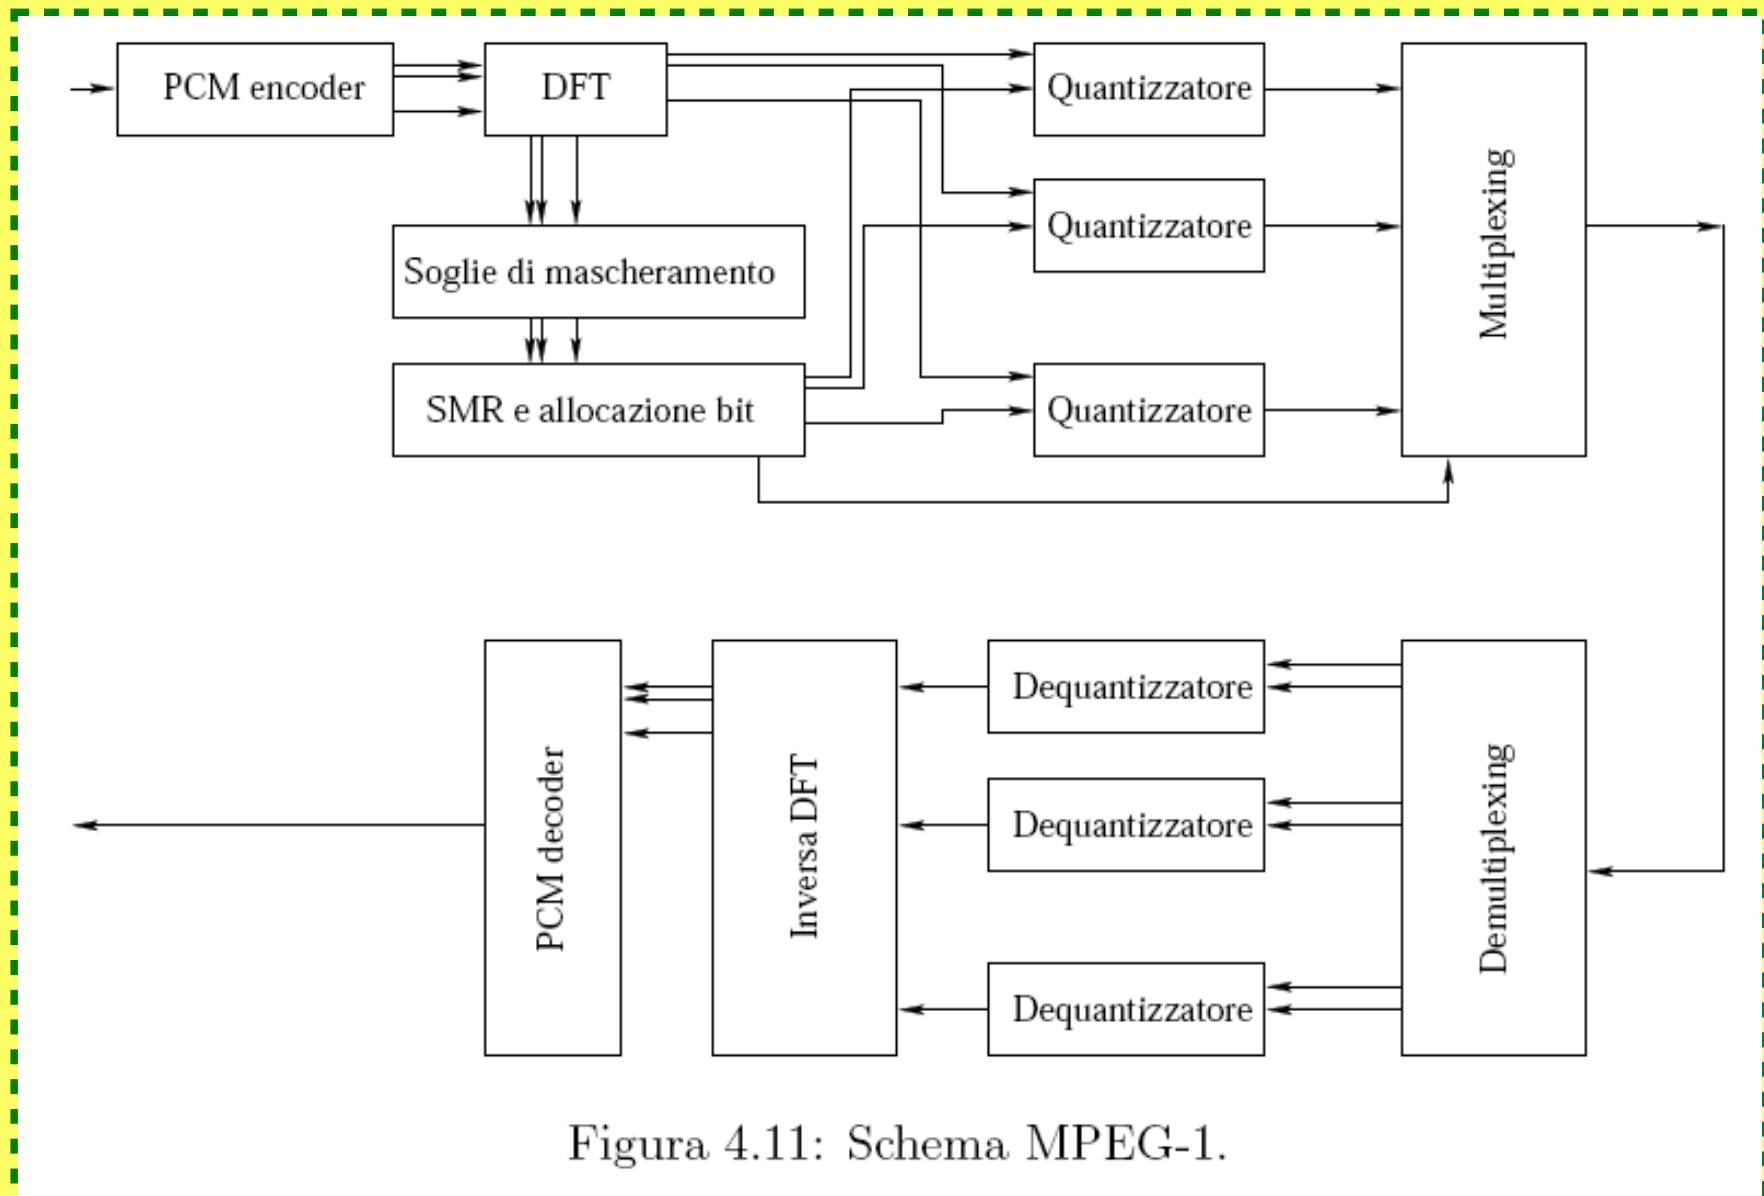 PCM encoder
DFT
Quantizzatore
Quantizzatore
Soglie di mascheramento
SMR e allocazione bit
Quantizzatore
Multiplexing
PCM decoder
Inversa DFT
Dequantizzatore
Dequantizzatore
Dequantizzatore
Demultiplexing
Figura 4.11: Schema MPEG-1.